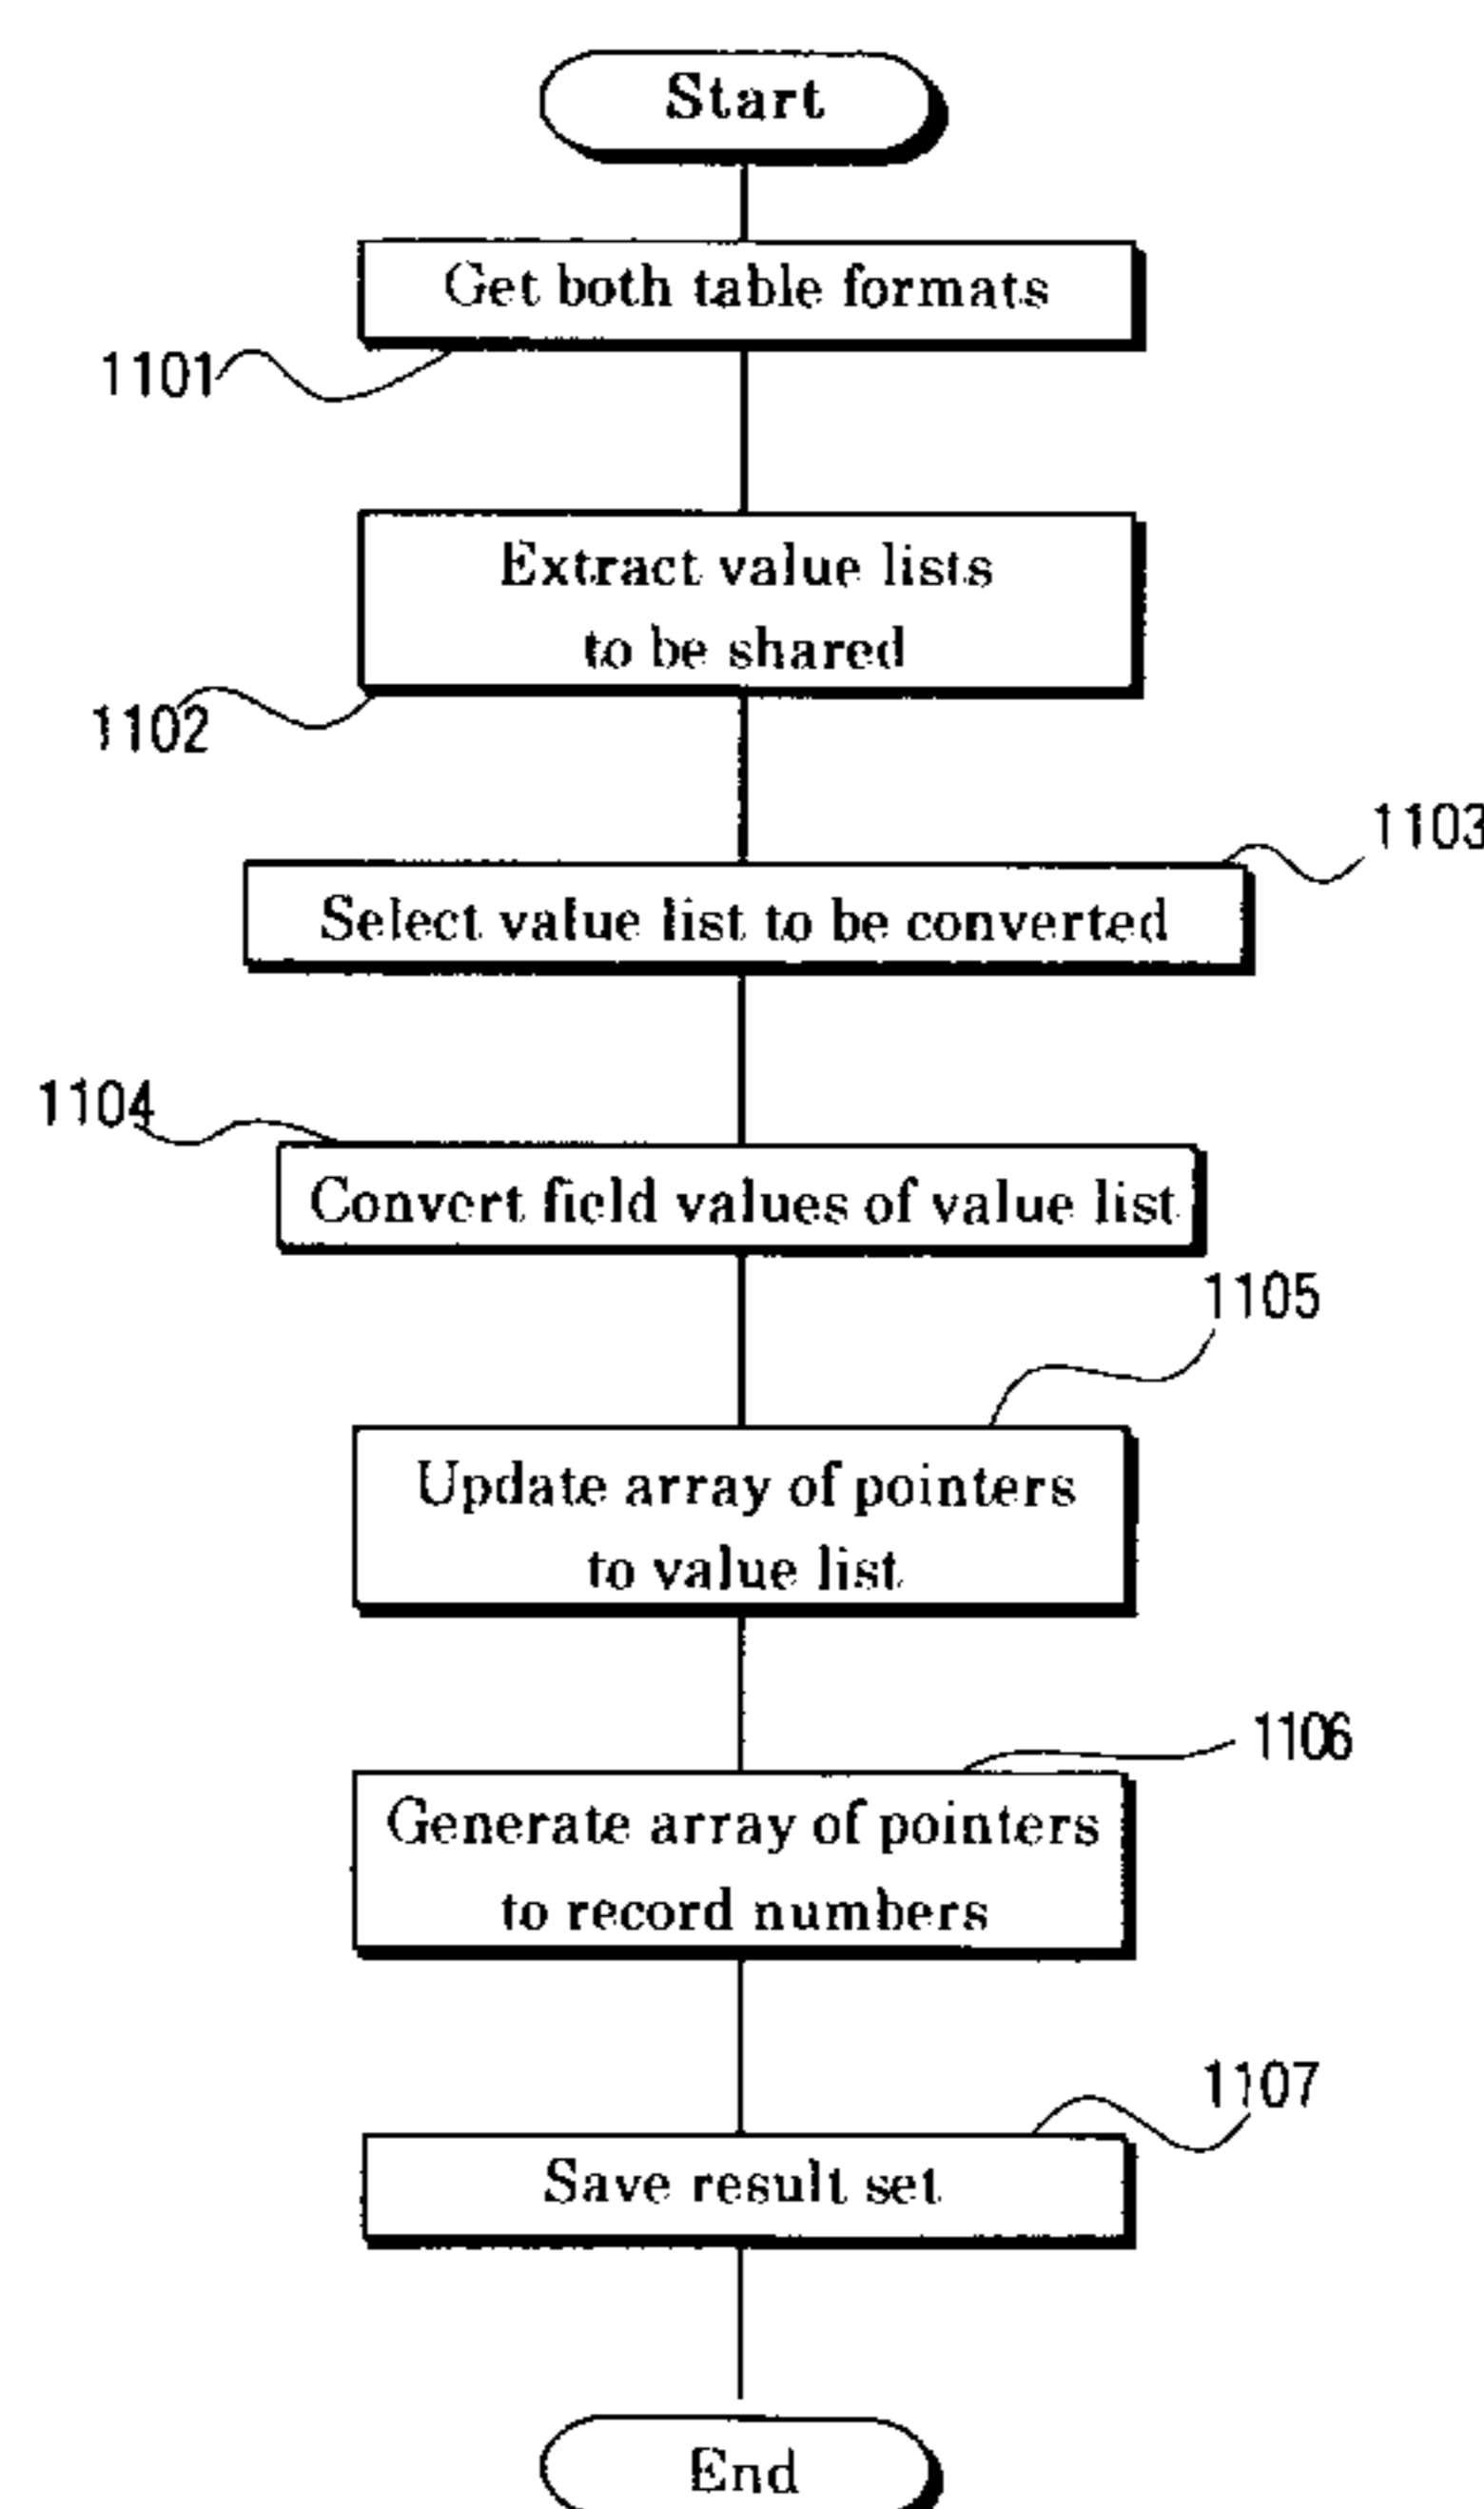 Start
Get both table formats
1101
Extract value lists
to be shared
1102
1103
Select value list to be converted
1104
Convert field values of value list
1105
Update array of pointers
to value list
1106
Generate array of pointers
to record numbers
1107
Save result set
End